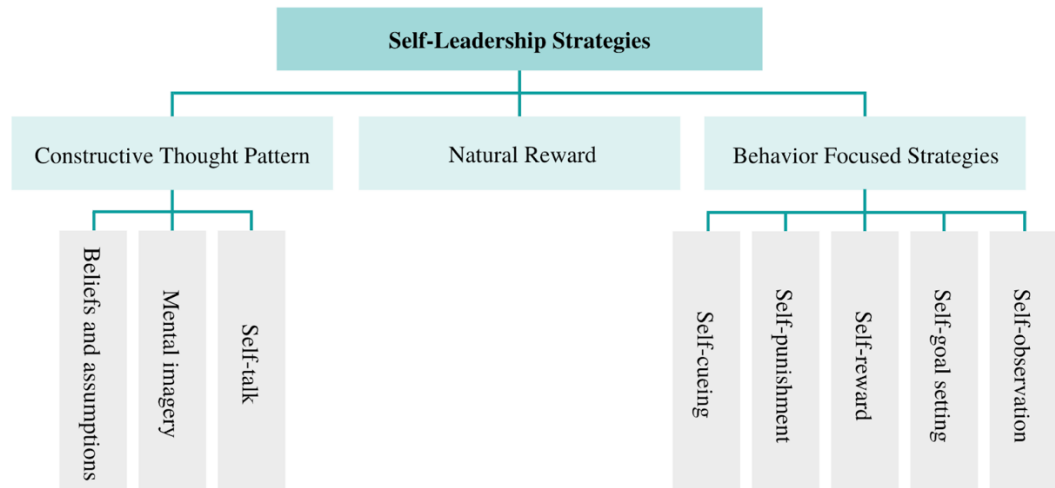 Self-Leadership Strategies
Constructive Thought Pattern
Natural Reward
Behavior Focused Strategies
Beliefs and assumptions
Mental imagery
Self-talk
Self-cueing
Self-punishment
Self-reward
Self-goal setting
Self-observation